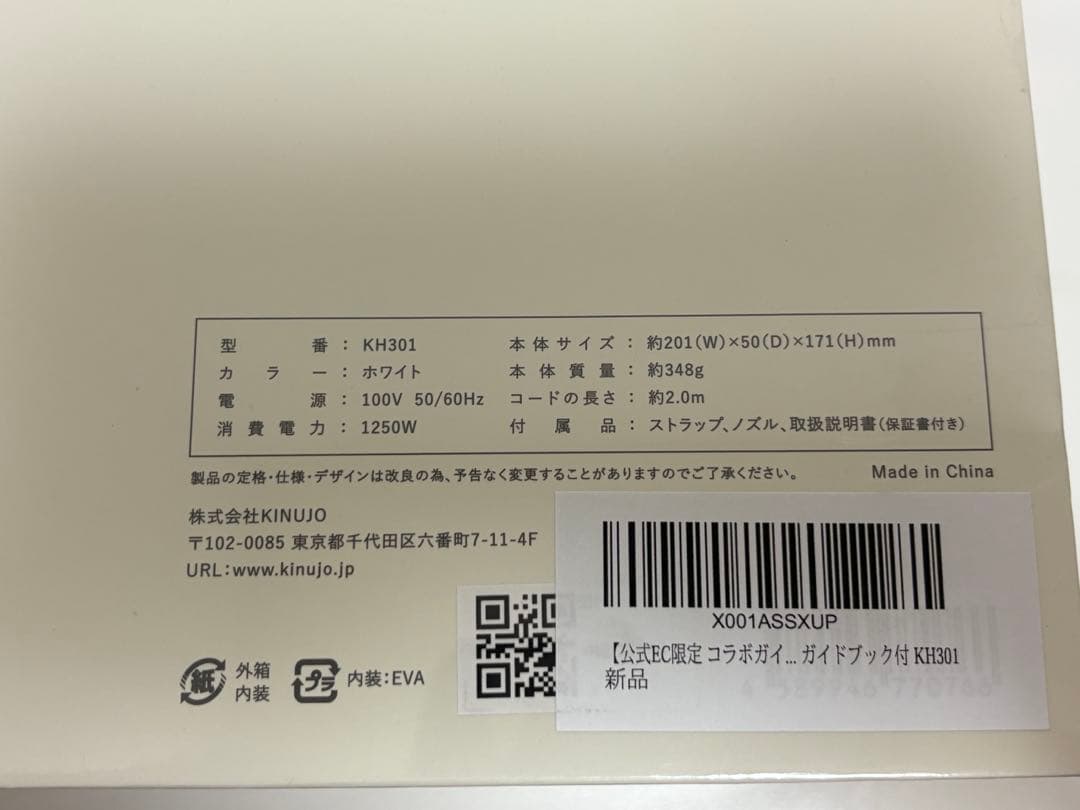 型番：KH301 本体サイズ：約201(W)×50(D)×171(H)mm
カラー：ホワイト 本体質量：約348g
電源：100V 50/60Hz コードの長さ：約2.0m
消費電力：1250W 付属品：ストラップ、ノズル、取扱説明書(保証書付き)
製品の定格・仕様・デザインは改良の為、予告なく変更することがありますのでご了承ください。 Made in China
株式会社KINUJO
〒102-0085 東京都千代田区六番町7-11-4F
URL：www.kinujo.jp
X001ASSXUP
【公式EC限定 コラボガイ... ガイドブック付 KH301
新品
紙 外箱
内装
プラ 内装：EVA
4 589946 770766